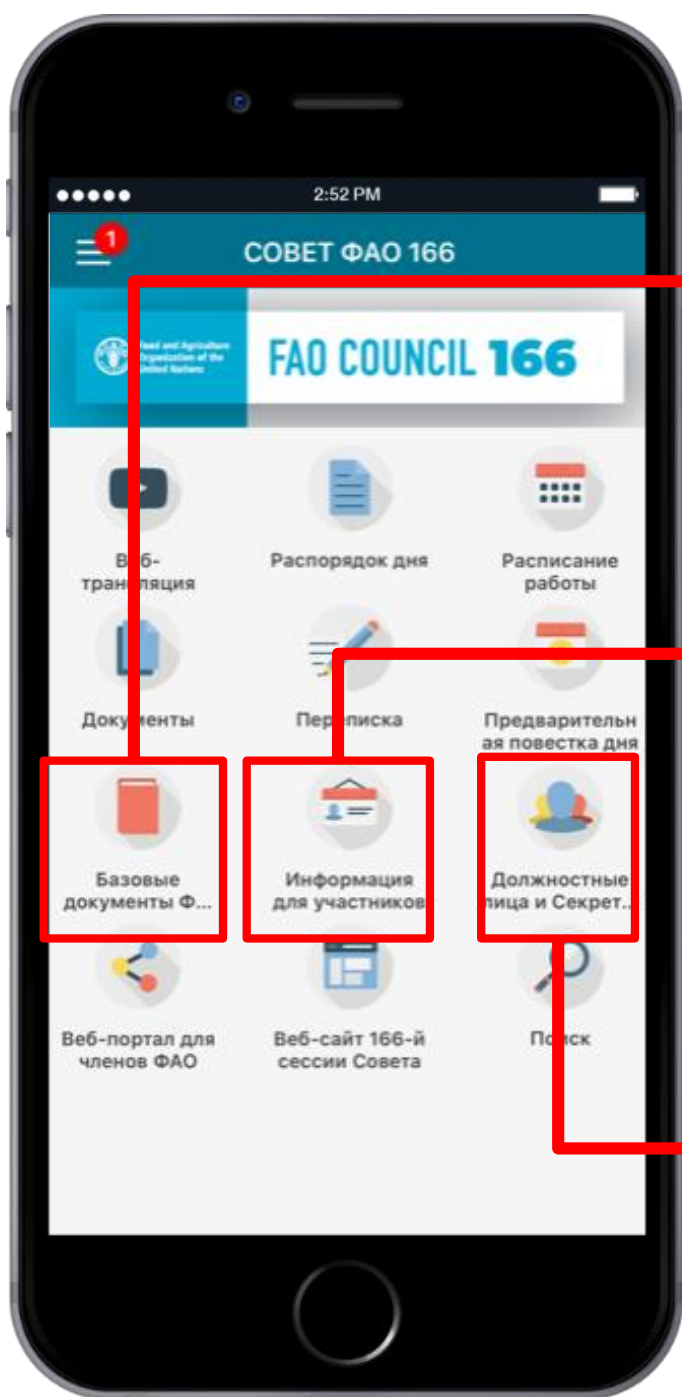 2:52 PM
1
СОВЕТ ФАО 166
Food and Agriculture
Organization of the
United Nations
FAO COUNCIL 166
Веб-
трансляция
Распорядок дня
Расписание
работы
Документы
Переписка
Предварительн
ая повестка дня
Базовые
документы Ф...
Информация
для участников
Должностные
лица и Секрет..
Веб-портал для
членов ФАО
Веб-сайт 166-й
сессии Совета
Поиск